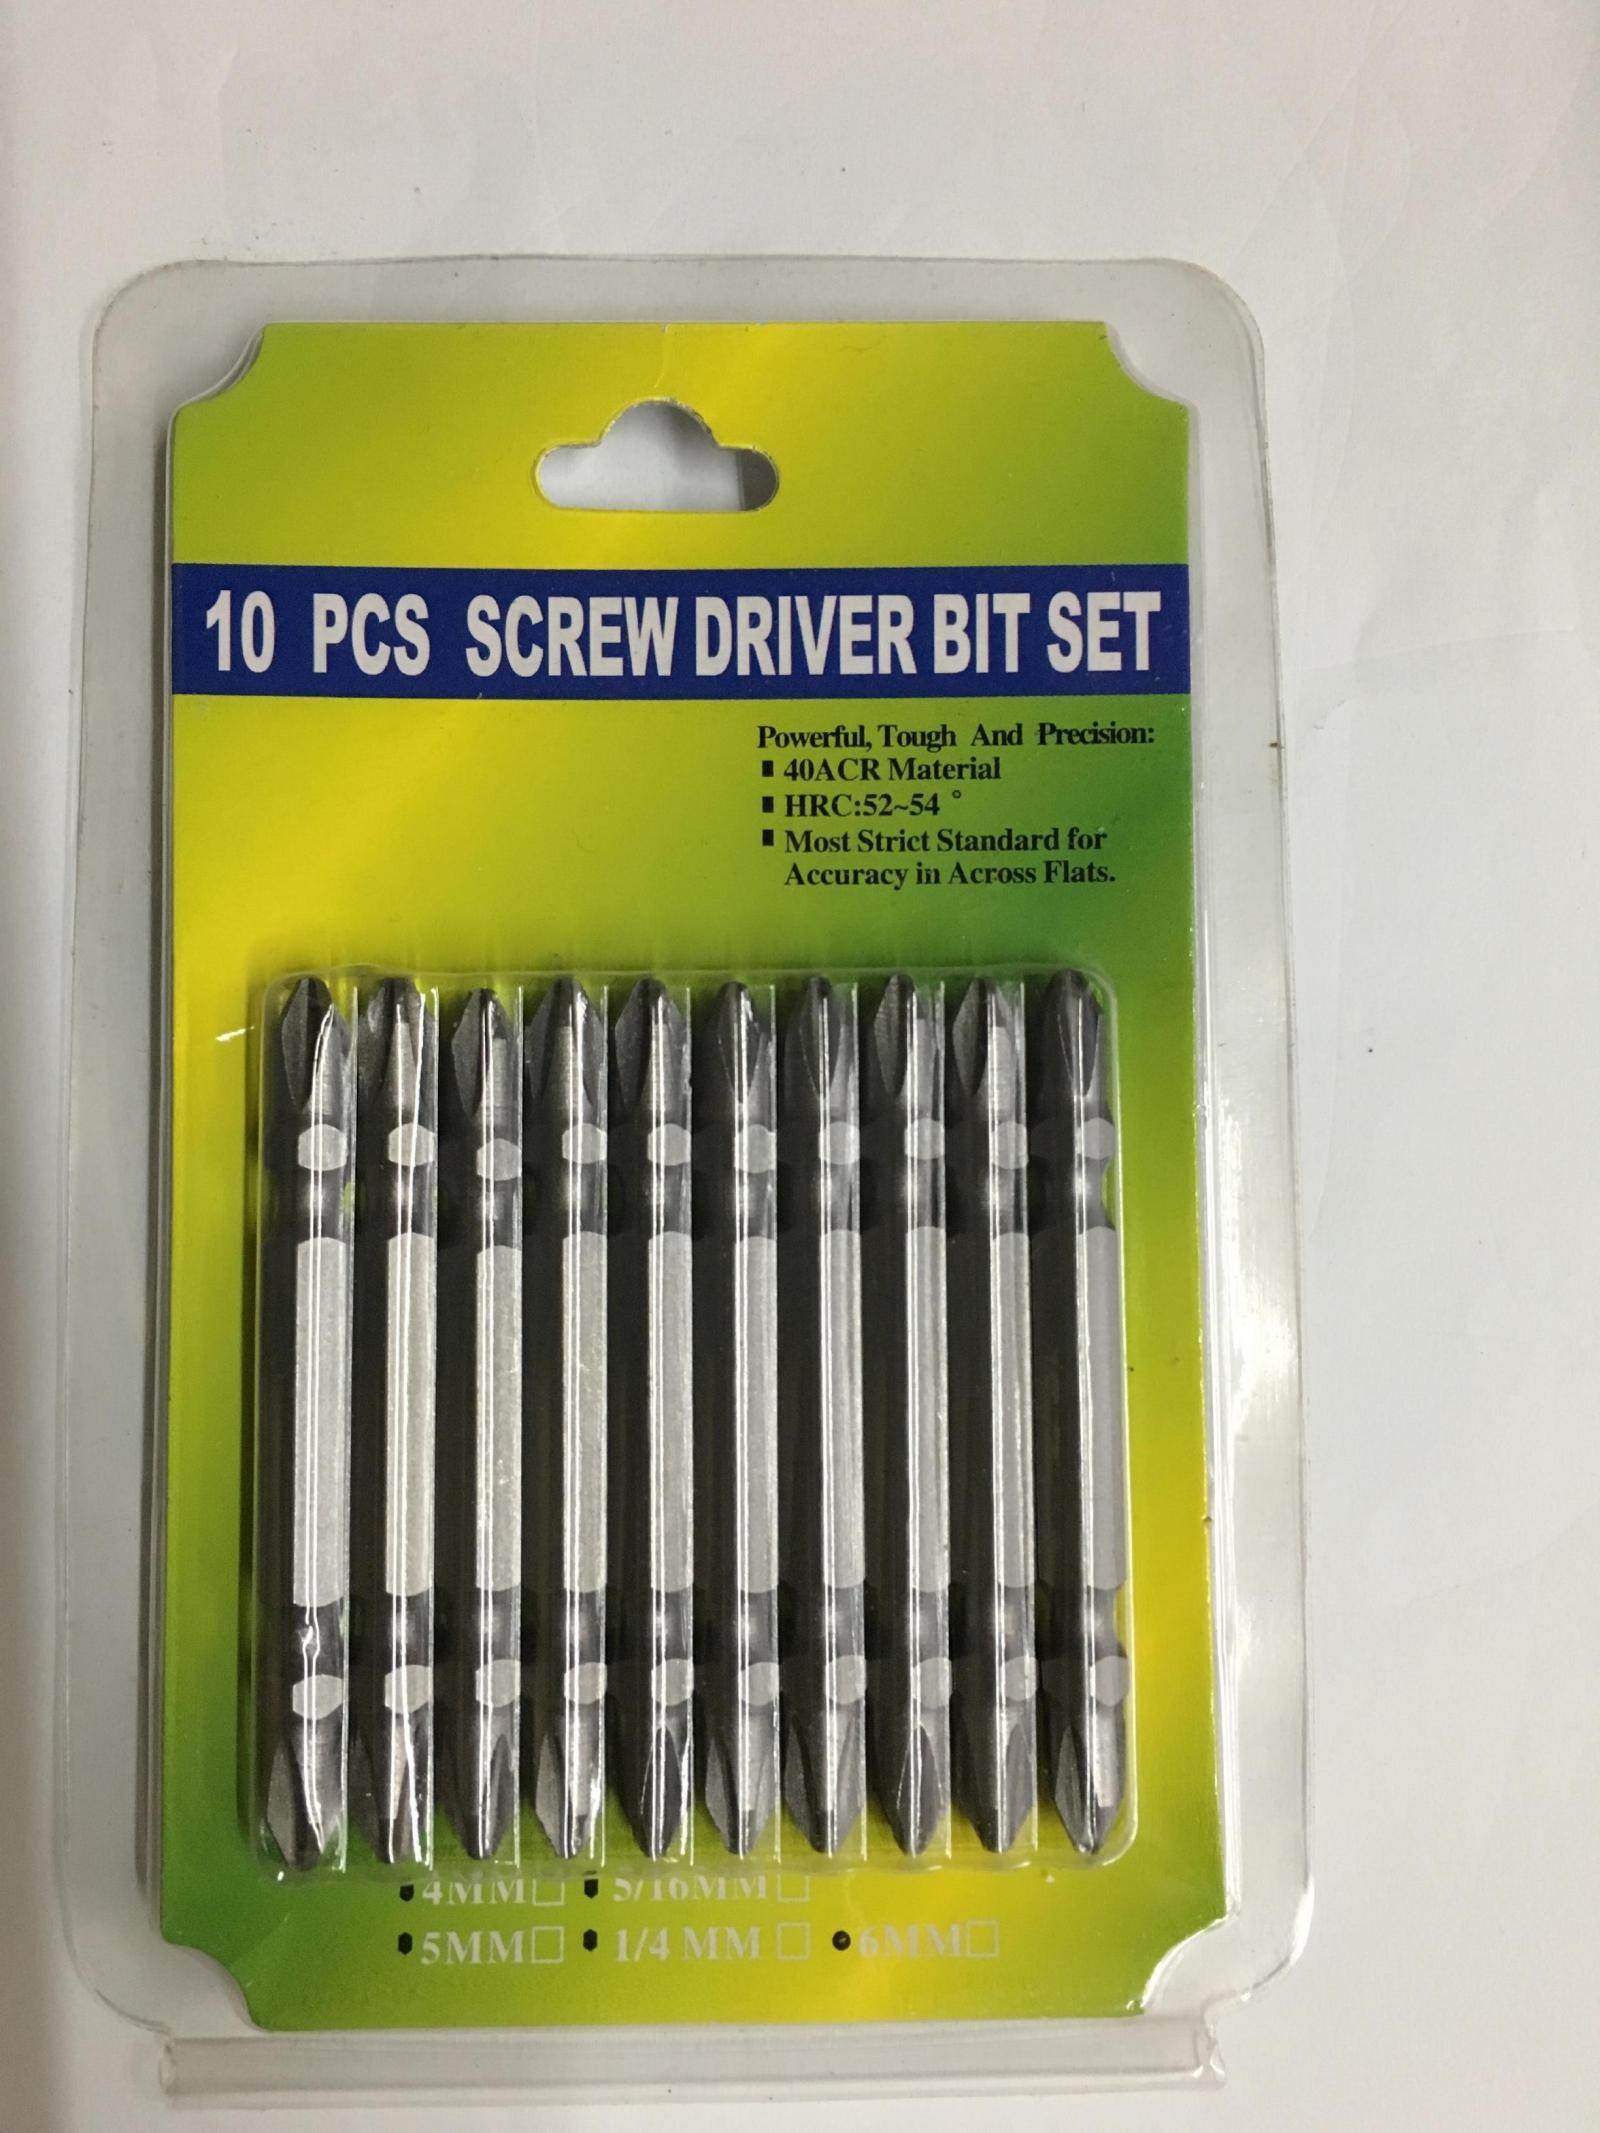 10 PCS SCREW DRIVER BIT SET
Powerful, Tough And Precision:
▪ 40ACR Material
▪ HRC:52~54 °
▪ Most Strict Standard for
Accuracy in Across Flats.
4MM□ 5/16MM□
5MM□ 1/4 MM □ 6MM□